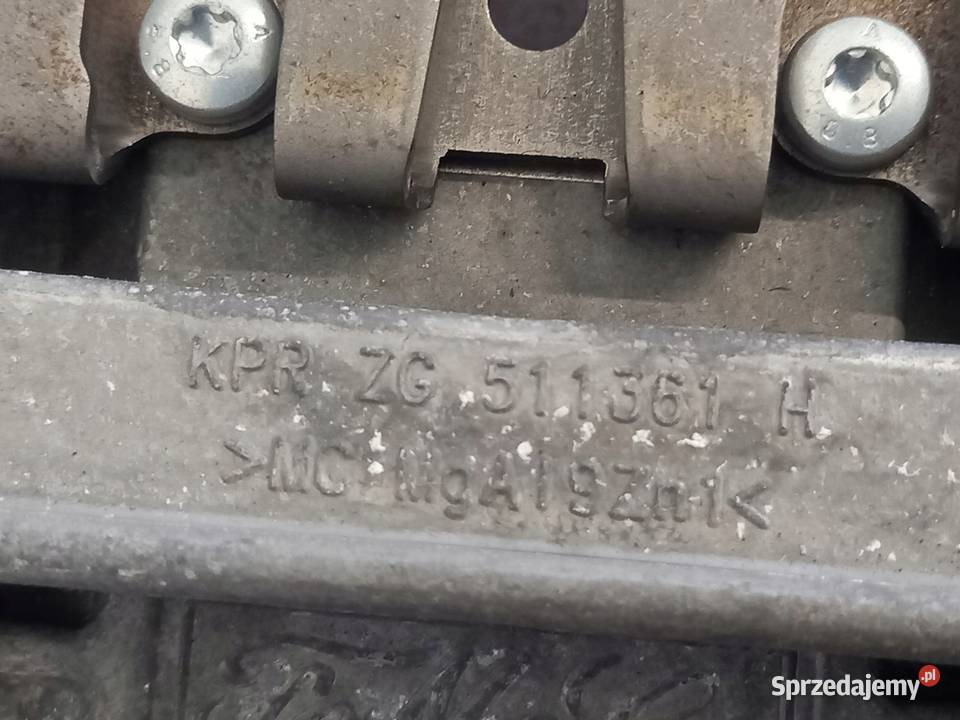 KPR ZG 511361 H
>MC-MgAl9Zn1<
Sprzedajemy.pl